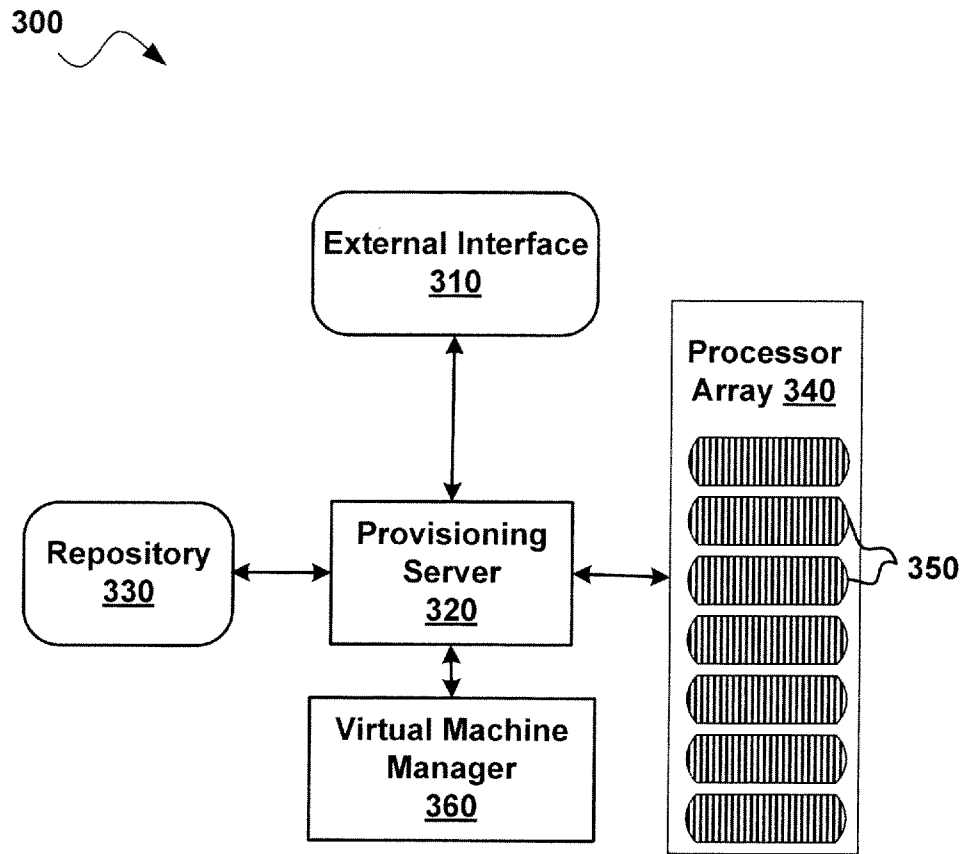 300
External Interface
310
Processor
Array 340
Repository
330
Provisioning
Server
320
350
Virtual Machine
Manager
360